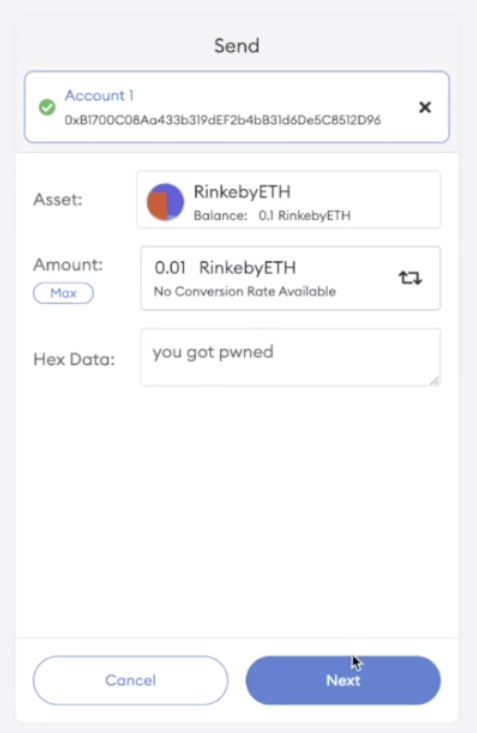 Send
Account 1
0xB1700C08Aa433b319dEF2b4bB31d6De5C8512D96
Asset:
RinkebyETH
Balance: 0.1 RinkebyETH
Amount:
Max
0.01 RinkebyETH
No Conversion Rate Available
Hex Data:
you got pwned
Cancel
Next